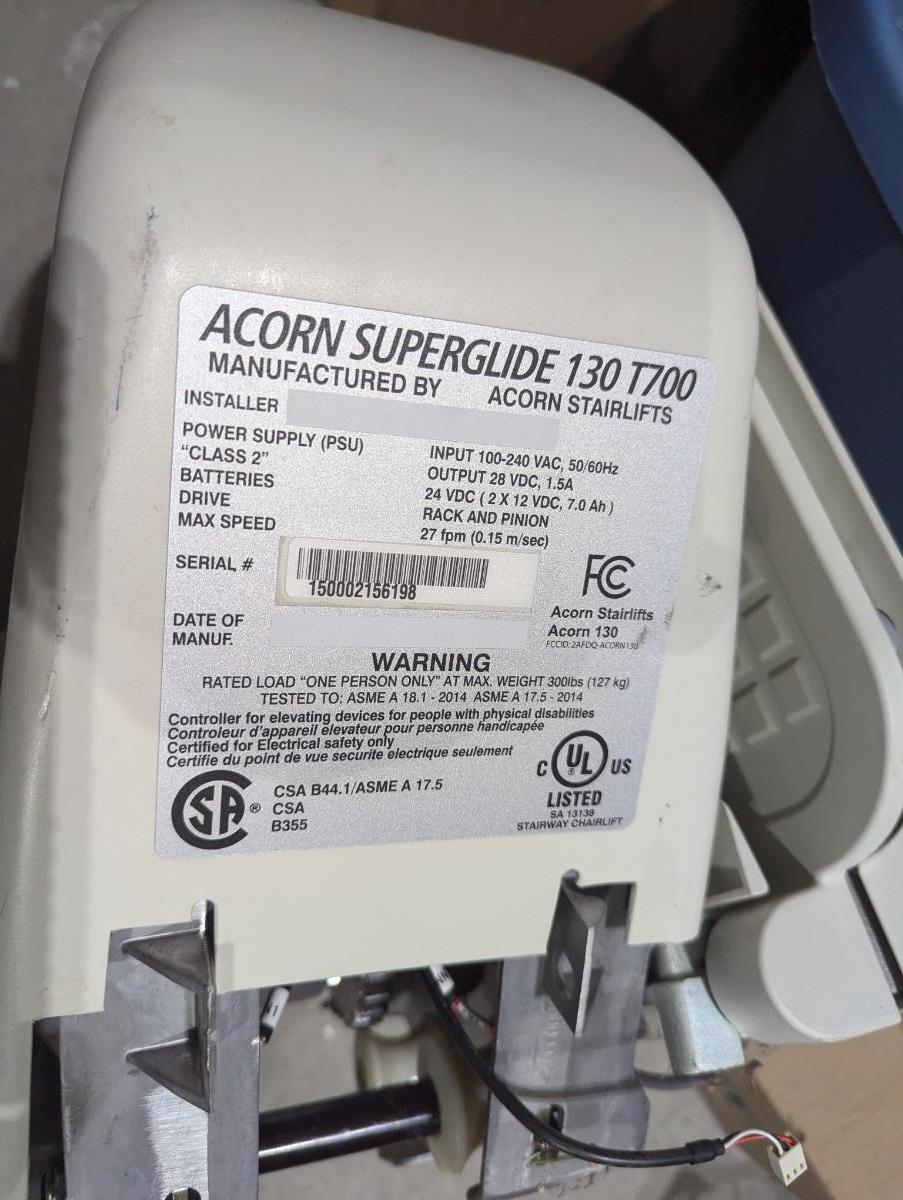 ACORN SUPERGLIDE 130 T700
MANUFACTURED BY ACORN STAIRLIFTS
INSTALLER
POWER SUPPLY (PSU) INPUT 100-240 VAC, 50/60Hz
"CLASS 2" OUTPUT 28 VDC, 1.5A
BATTERIES 24 VDC ( 2 X 12 VDC, 7.0 Ah )
DRIVE RACK AND PINION
MAX SPEED 27 fpm (0.15 m/sec)
SERIAL # 150002156198
FC
Acorn Stairlifts
Acorn 130
FCCID:2AFDQ-ACORN130
DATE OF
MANUF.
WARNING
RATED LOAD "ONE PERSON ONLY" AT MAX. WEIGHT 300lbs (127 kg)
TESTED TO: ASME A 18.1 - 2014 ASME A 17.5 - 2014
Controller for elevating devices for people with physical disabilities
Controleur d'appareil elevateur pour personne handicapée
Certified for Electrical safety only
Certifie du point de vue securite electrique seulement
SA ®
CSA B44.1/ASME A 17.5
CSA
B355
C UL ® US
LISTED
SA 13138
STAIRWAY CHAIRLIFT